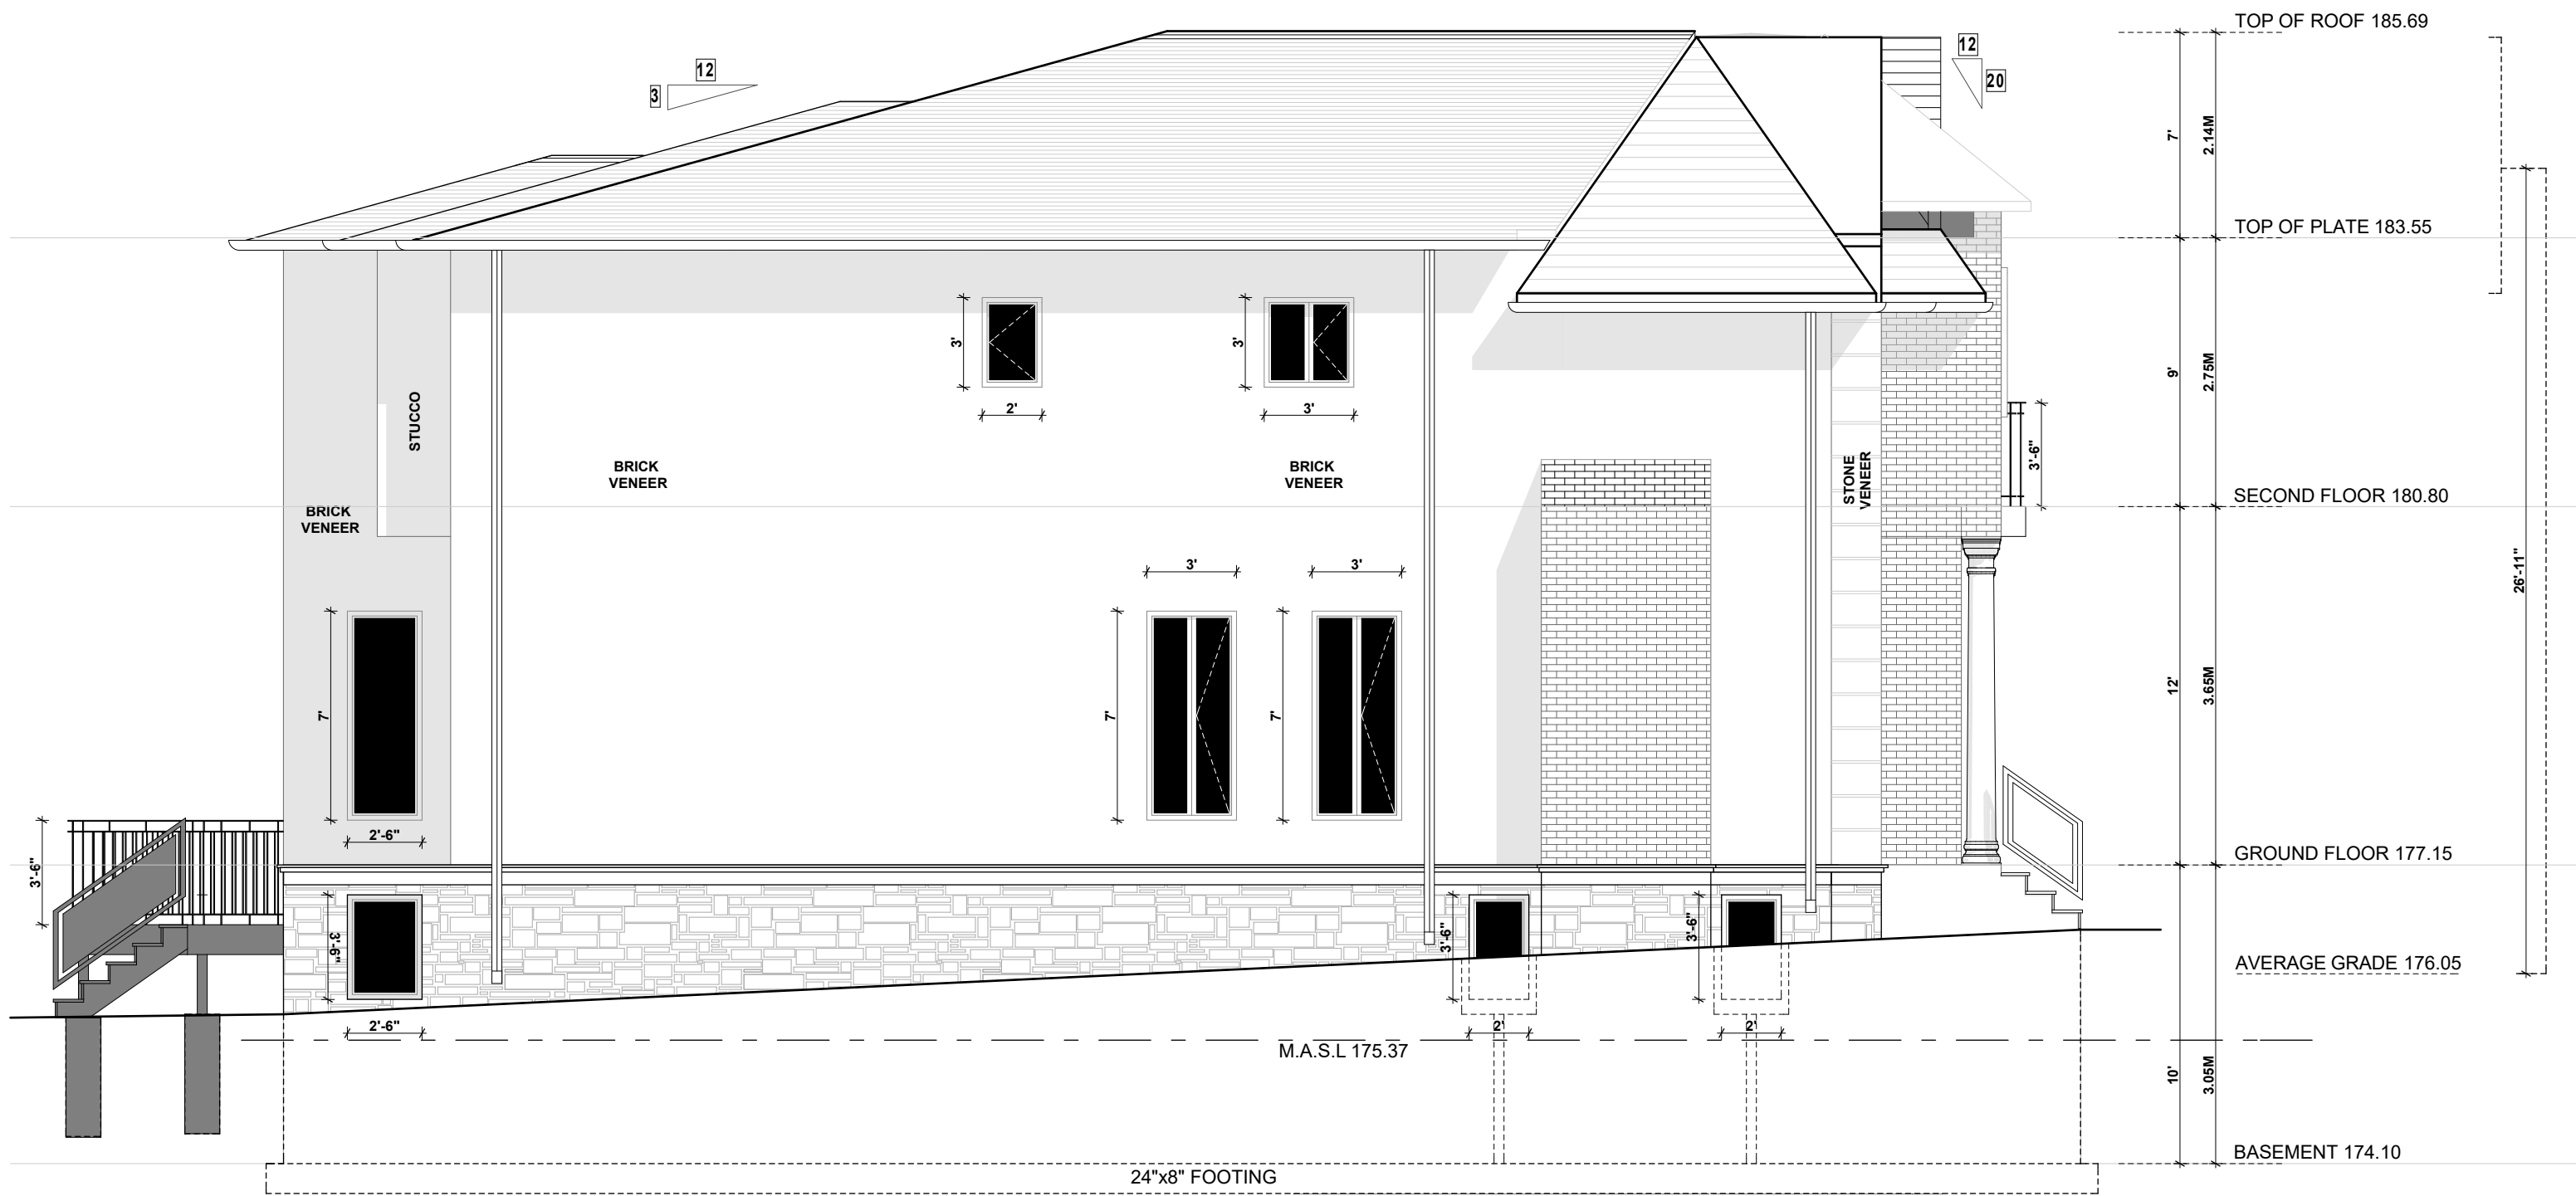 TOP OF ROOF 185.69
12
3
12
20
7'
2.14M
TOP OF PLATE 183.55
3'
2'
3'
3'
9'
2.75M
STUCCO
BRICK
VENEER
BRICK
VENEER
BRICK
VENEER
STONE
VENEER
3'-6"
SECOND FLOOR 180.80
26'-11"
3'
3'
7'
7'
7'
2'-6"
12'
3.65M
3'-6"
GROUND FLOOR 177.15
3'-6"
3'-6"
3'-6"
AVERAGE GRADE 176.05
2'-6"
2'
2'
M.A.S.L 175.37
10'
3.05M
BASEMENT 174.10
24"x8" FOOTING